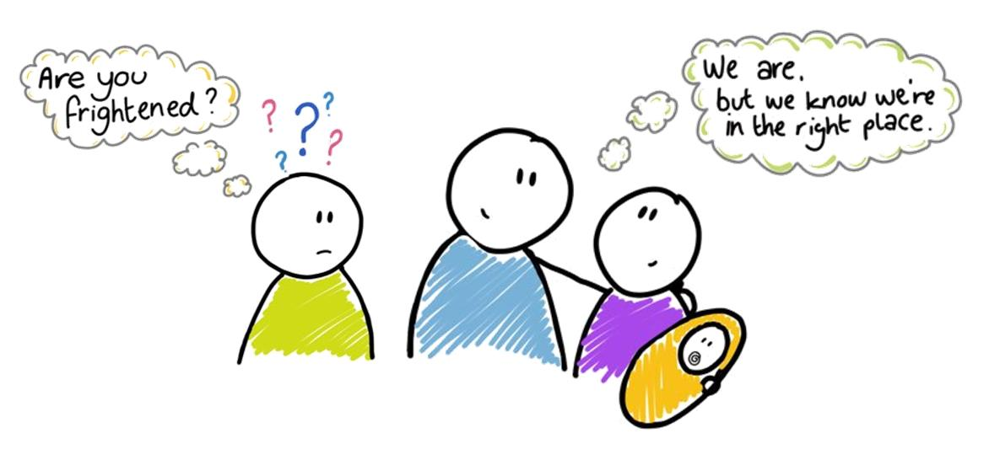 Are you
frightened?
? ? ? ? ?
We are,
but we know we're
in the right place.